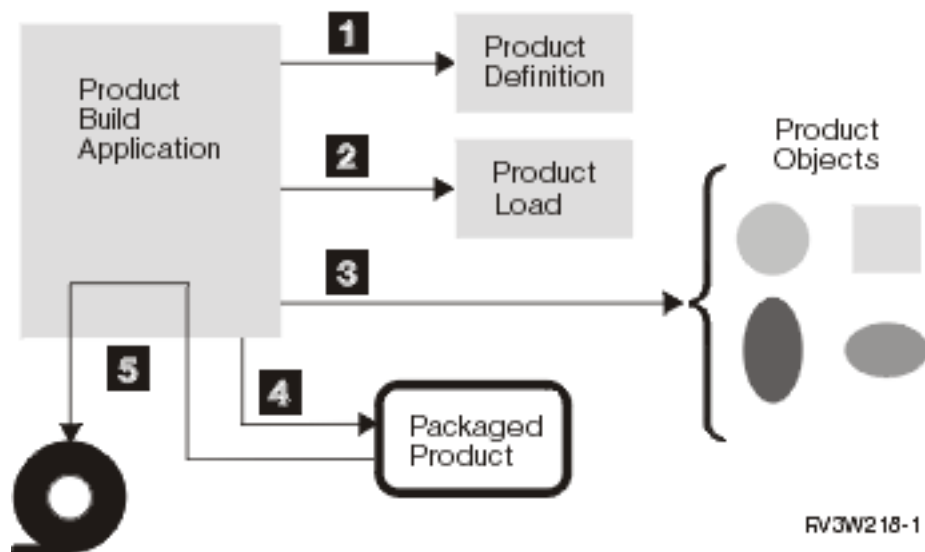 1
Product
Definition
Product
Build
Application
2
Product
Load
Product
Objects
3
5
4
Packaged
Product
RV3W218-1